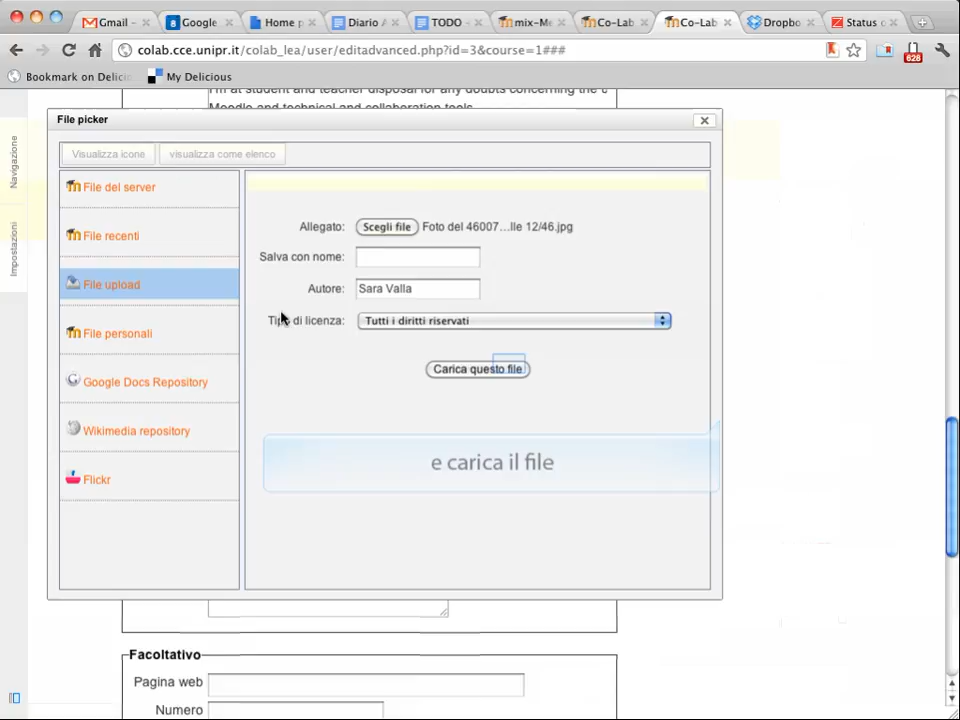 Gmail -
Google
Home p
Diario A
TODO -
mix-Me
Co-Lab
Co-Lab
Dropbo
Status o
colab.cce.unipr.it/colab_lea/user/editadvanced.php?id=3&course=1###
628
Bookmark on Delici
My Delicious
I'm at student and teacher disposal for any doubts concerning the c
Moodle and technical and collaboration tools
Navigazione
Impostazioni
File picker
Visualizza icone
visualizza come elenco
File del server
File recenti
File upload
File personali
Google Docs Repository
Wikimedia repository
Flickr
Allegato: Scegli file Foto del 46007...lle 12/46.jpg
Salva con nome:
Autore: Sara Valla
Tipo di licenza: Tutti i diritti riservati
Carica questo file
e carica il file
Facoltativo
Pagina web
Numero